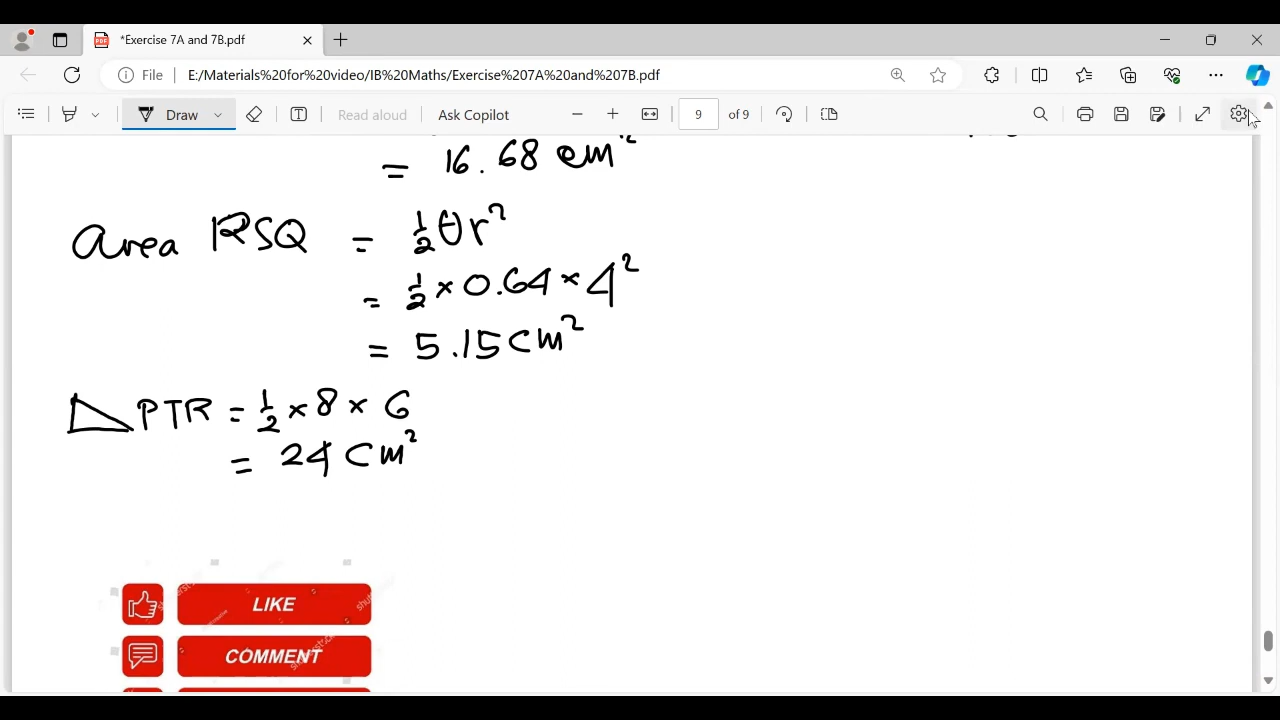 *Exercise 7A and 7B.pdf
File E:/Materials%20for%20video/IB%20Maths/Exercise%207A%20and%207B.pdf
Draw Read aloud Ask Copilot 9 of 9
= 16.68 cm²
Area RSQ = ½θr²
= ½ × 0.64 × 4²
= 5.15 cm²
PTR = ½ × 8 × 6
= 24 cm²
LIKE
COMMENT